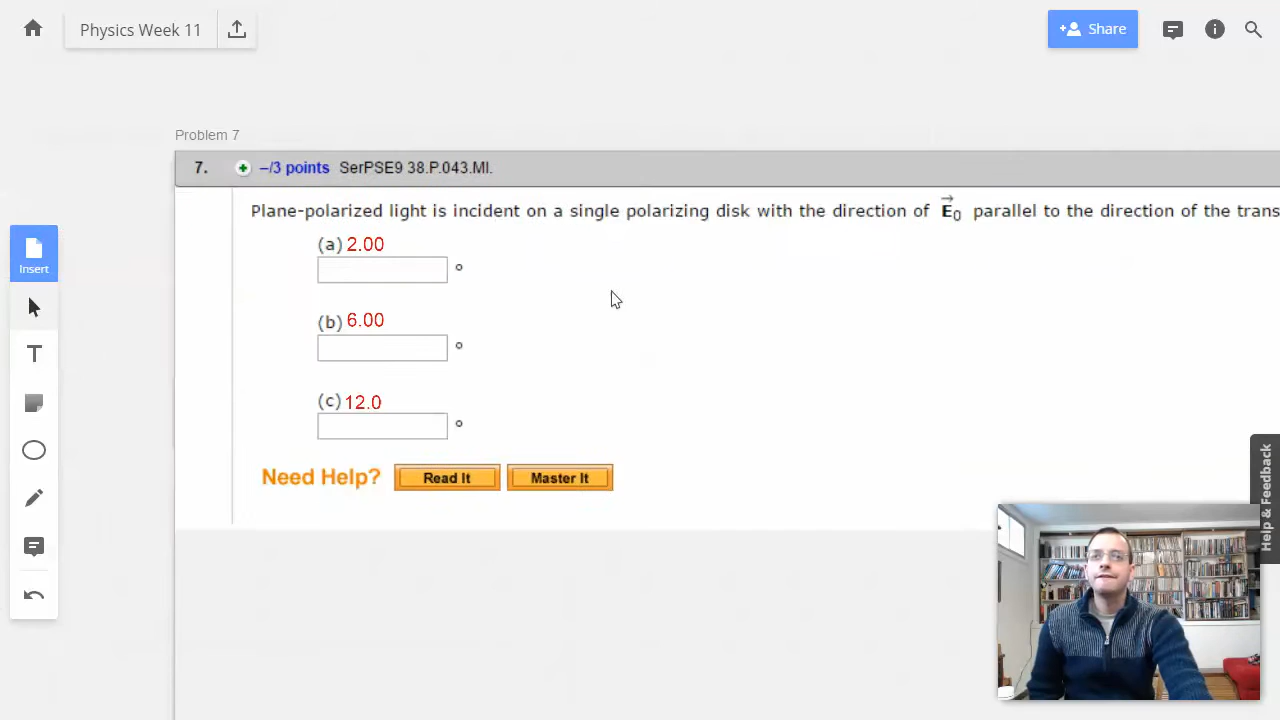 Physics Week 11
Share
Problem 7
7. –/3 points SerPSE9 38.P.043.MI.
Plane-polarized light is incident on a single polarizing disk with the direction of E0 parallel to the direction of the trans
(a) 2.00
°
(b) 6.00
°
(c) 12.0
°
Need Help? Read It Master It
Insert
T
Help & Feedback